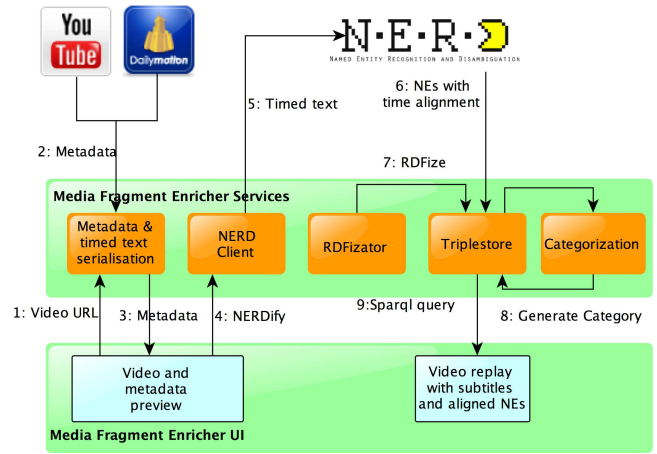 You
Tube
Dailymotion
N·E·R·D
NAMED ENTITY RECOGNITION AND DISAMBIGUATION
6: NEs with
time alignment
5: Timed text
2: Metadata
7: RDFize
Media Fragment Enricher Services
Metadata &
timed text
serialisation
NERD
Client
RDFizator
Triplestore
Categorization
1: Video URL
3: Metadata
4: NERDify
9:Sparql query
8: Generate Category
Video and
metadata
preview
Video replay
with subtitles
and aligned NEs
Media Fragment Enricher UI